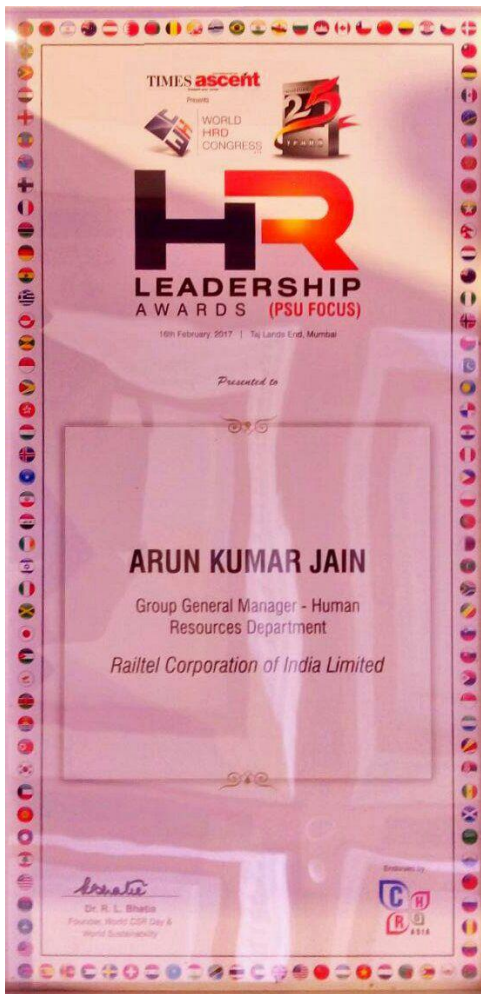 TIMES ascent
Presents
WORLD
HRD
CONGRESS
25
YEARS
HR
LEADERSHIP
AWARDS (PSU FOCUS)
16th February, 2017 | Taj Lands End, Mumbai
Presented to
ARUN KUMAR JAIN
Group General Manager - Human
Resources Department
Railtel Corporation of India Limited
Dr. R. L. Bhatia
Founder, World CSR Day &
World Sustainability
Endorsed by
CHRO
ASIA